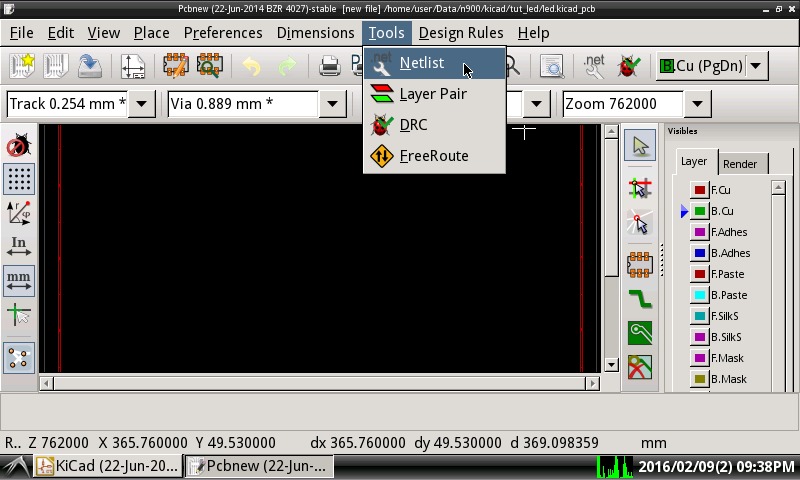 Pcbnew (22-Jun-2014 BZR 4027)-stable [new file] /home/user/Data/n900/kicad/tut_led/led.kicad_pcb
File Edit View Place Preferences Dimensions Tools Design Rules Help
.net B.Cu (PgDn)
Track 0.254 mm * Via 0.889 mm * Zoom 762000
Netlist
Layer Pair
DRC
FreeRoute
In
mm
Visibles
Layer Render
F.Cu
B.Cu
F.Adhes
B.Adhes
F.Paste
B.Paste
F.SilkS
B.SilkS
F.Mask
B.Mask
R.. Z 762000 X 365.760000 Y 49.530000 dx 365.760000 dy 49.530000 d 369.098359 mm
KiCad (22-Jun-20... Pcbnew (22-Jun-... 2016/02/09(2) 09:38PM